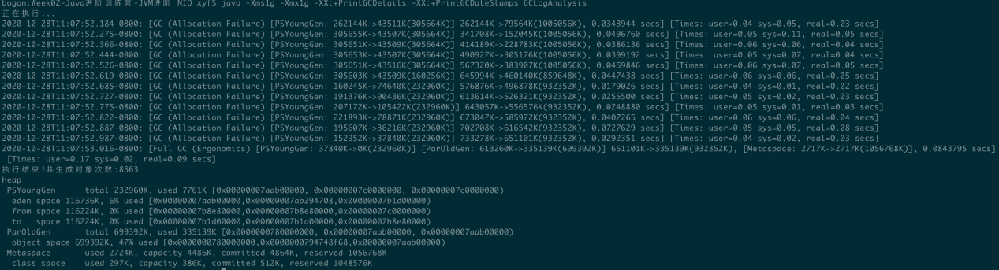 bogon:Week02-Java进阶训练营-JVM进阶 NIO xyf$ java -Xms1g -Xmx1g -XX:+PrintGCDetails -XX:+PrintGCDateStamps GCLogAnalysis
正在执行...
2020-10-28T11:07:52.184-0800: [GC (Allocation Failure) [PSYoungGen: 262144K->43511K(305664K)] 262144K->79564K(1005056K), 0.0343944 secs] [Times: user=0.04 sys=0.05, real=0.03 secs]
2020-10-28T11:07:52.275-0800: [GC (Allocation Failure) [PSYoungGen: 305655K->43507K(305664K)] 341708K->152045K(1005056K), 0.0496760 secs] [Times: user=0.05 sys=0.11, real=0.05 secs]
2020-10-28T11:07:52.366-0800: [GC (Allocation Failure) [PSYoungGen: 305651K->43509K(305664K)] 414189K->228783K(1005056K), 0.0386136 secs] [Times: user=0.06 sys=0.06, real=0.04 secs]
2020-10-28T11:07:52.444-0800: [GC (Allocation Failure) [PSYoungGen: 305653K->43507K(305664K)] 490927K->305176K(1005056K), 0.0399192 secs] [Times: user=0.05 sys=0.07, real=0.04 secs]
2020-10-28T11:07:52.526-0800: [GC (Allocation Failure) [PSYoungGen: 305651K->43516K(305664K)] 567320K->383907K(1005056K), 0.0459846 secs] [Times: user=0.06 sys=0.07, real=0.05 secs]
2020-10-28T11:07:52.619-0800: [GC (Allocation Failure) [PSYoungGen: 305603K->43509K(160256K)] 645994K->460140K(859648K), 0.0447438 secs] [Times: user=0.06 sys=0.06, real=0.05 secs]
2020-10-28T11:07:52.685-0800: [GC (Allocation Failure) [PSYoungGen: 160245K->74640K(232960K)] 576876K->496878K(932352K), 0.0179026 secs] [Times: user=0.04 sys=0.01, real=0.02 secs]
2020-10-28T11:07:52.727-0800: [GC (Allocation Failure) [PSYoungGen: 191376K->90436K(232960K)] 613614K->526321K(932352K), 0.0255500 secs] [Times: user=0.05 sys=0.02, real=0.03 secs]
2020-10-28T11:07:52.775-0800: [GC (Allocation Failure) [PSYoungGen: 207172K->105422K(232960K)] 643057K->556576K(932352K), 0.0248880 secs] [Times: user=0.05 sys=0.01, real=0.03 secs]
2020-10-28T11:07:52.822-0800: [GC (Allocation Failure) [PSYoungGen: 221893K->78871K(232960K)] 673047K->585972K(932352K), 0.0407265 secs] [Times: user=0.06 sys=0.06, real=0.04 secs]
2020-10-28T11:07:52.887-0800: [GC (Allocation Failure) [PSYoungGen: 195607K->36216K(232960K)] 702708K->616542K(932352K), 0.0727629 secs] [Times: user=0.05 sys=0.05, real=0.08 secs]
2020-10-28T11:07:52.987-0800: [GC (Allocation Failure) [PSYoungGen: 152952K->37840K(232960K)] 733278K->651101K(932352K), 0.0292351 secs] [Times: user=0.04 sys=0.02, real=0.03 secs]
2020-10-28T11:07:53.016-0800: [Full GC (Ergonomics) [PSYoungGen: 37840K->0K(232960K)] [ParOldGen: 613260K->335139K(699392K)] 651101K->335139K(932352K), [Metaspace: 2717K->2717K(1056768K)], 0.0843795 secs]
[Times: user=0.17 sys=0.02, real=0.09 secs]
执行结束!共生成对象次数:8563
Heap
PSYoungGen total 232960K, used 7761K [0x00000007aab00000, 0x00000007c0000000, 0x00000007c0000000)
eden space 116736K, 6% used [0x00000007aab00000,0x00000007ab294708,0x00000007b1d00000)
from space 116224K, 0% used [0x00000007b8e80000,0x00000007b8e80000,0x00000007c0000000)
to space 116224K, 0% used [0x00000007b1d00000,0x00000007b1d00000,0x00000007b8e80000)
ParOldGen total 699392K, used 335139K [0x0000000780000000, 0x00000007aab00000, 0x00000007aab00000)
object space 699392K, 47% used [0x0000000780000000,0x0000000794748f68,0x00000007aab00000)
Metaspace used 2724K, capacity 4486K, committed 4864K, reserved 1056768K
class space used 297K, capacity 386K, committed 512K, reserved 1048576K